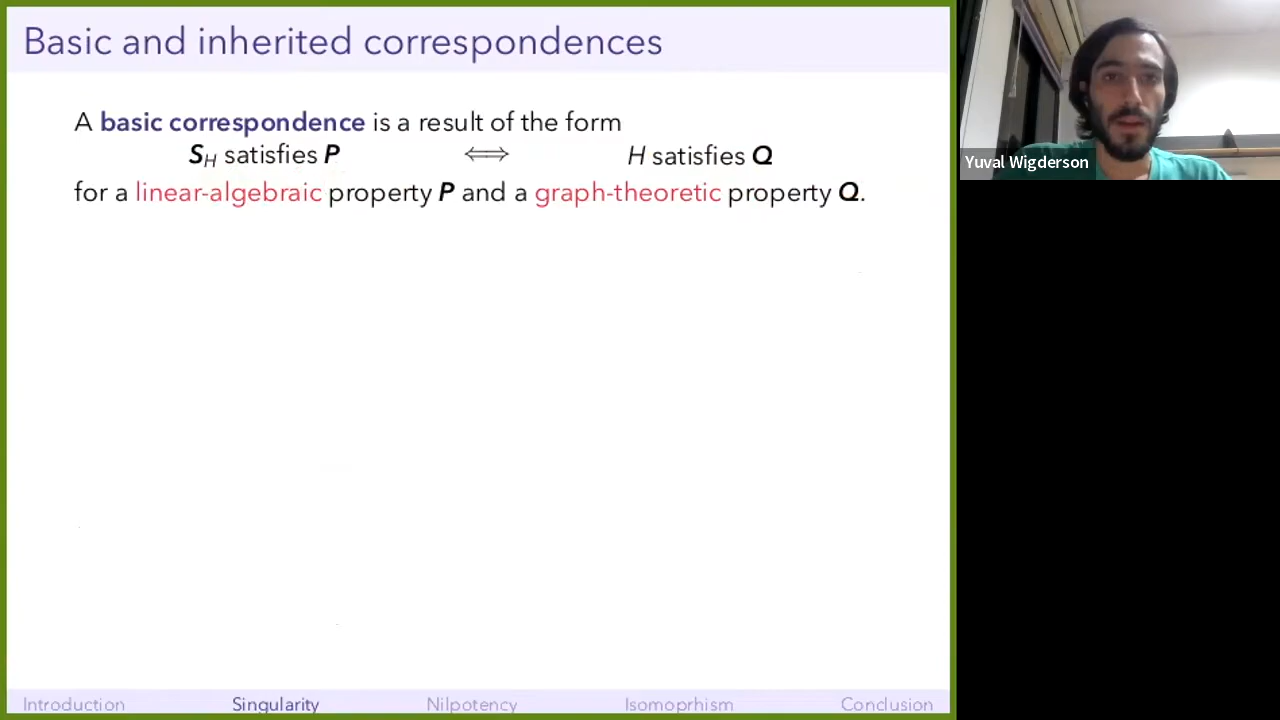 Basic and inherited correspondences
A basic correspondence is a result of the form
S_H satisfies P ⟺ H satisfies Q
for a linear-algebraic property P and a graph-theoretic property Q.
Yuval Wigderson
Introduction Singularity Nilpotency Isomoprhism Conclusion